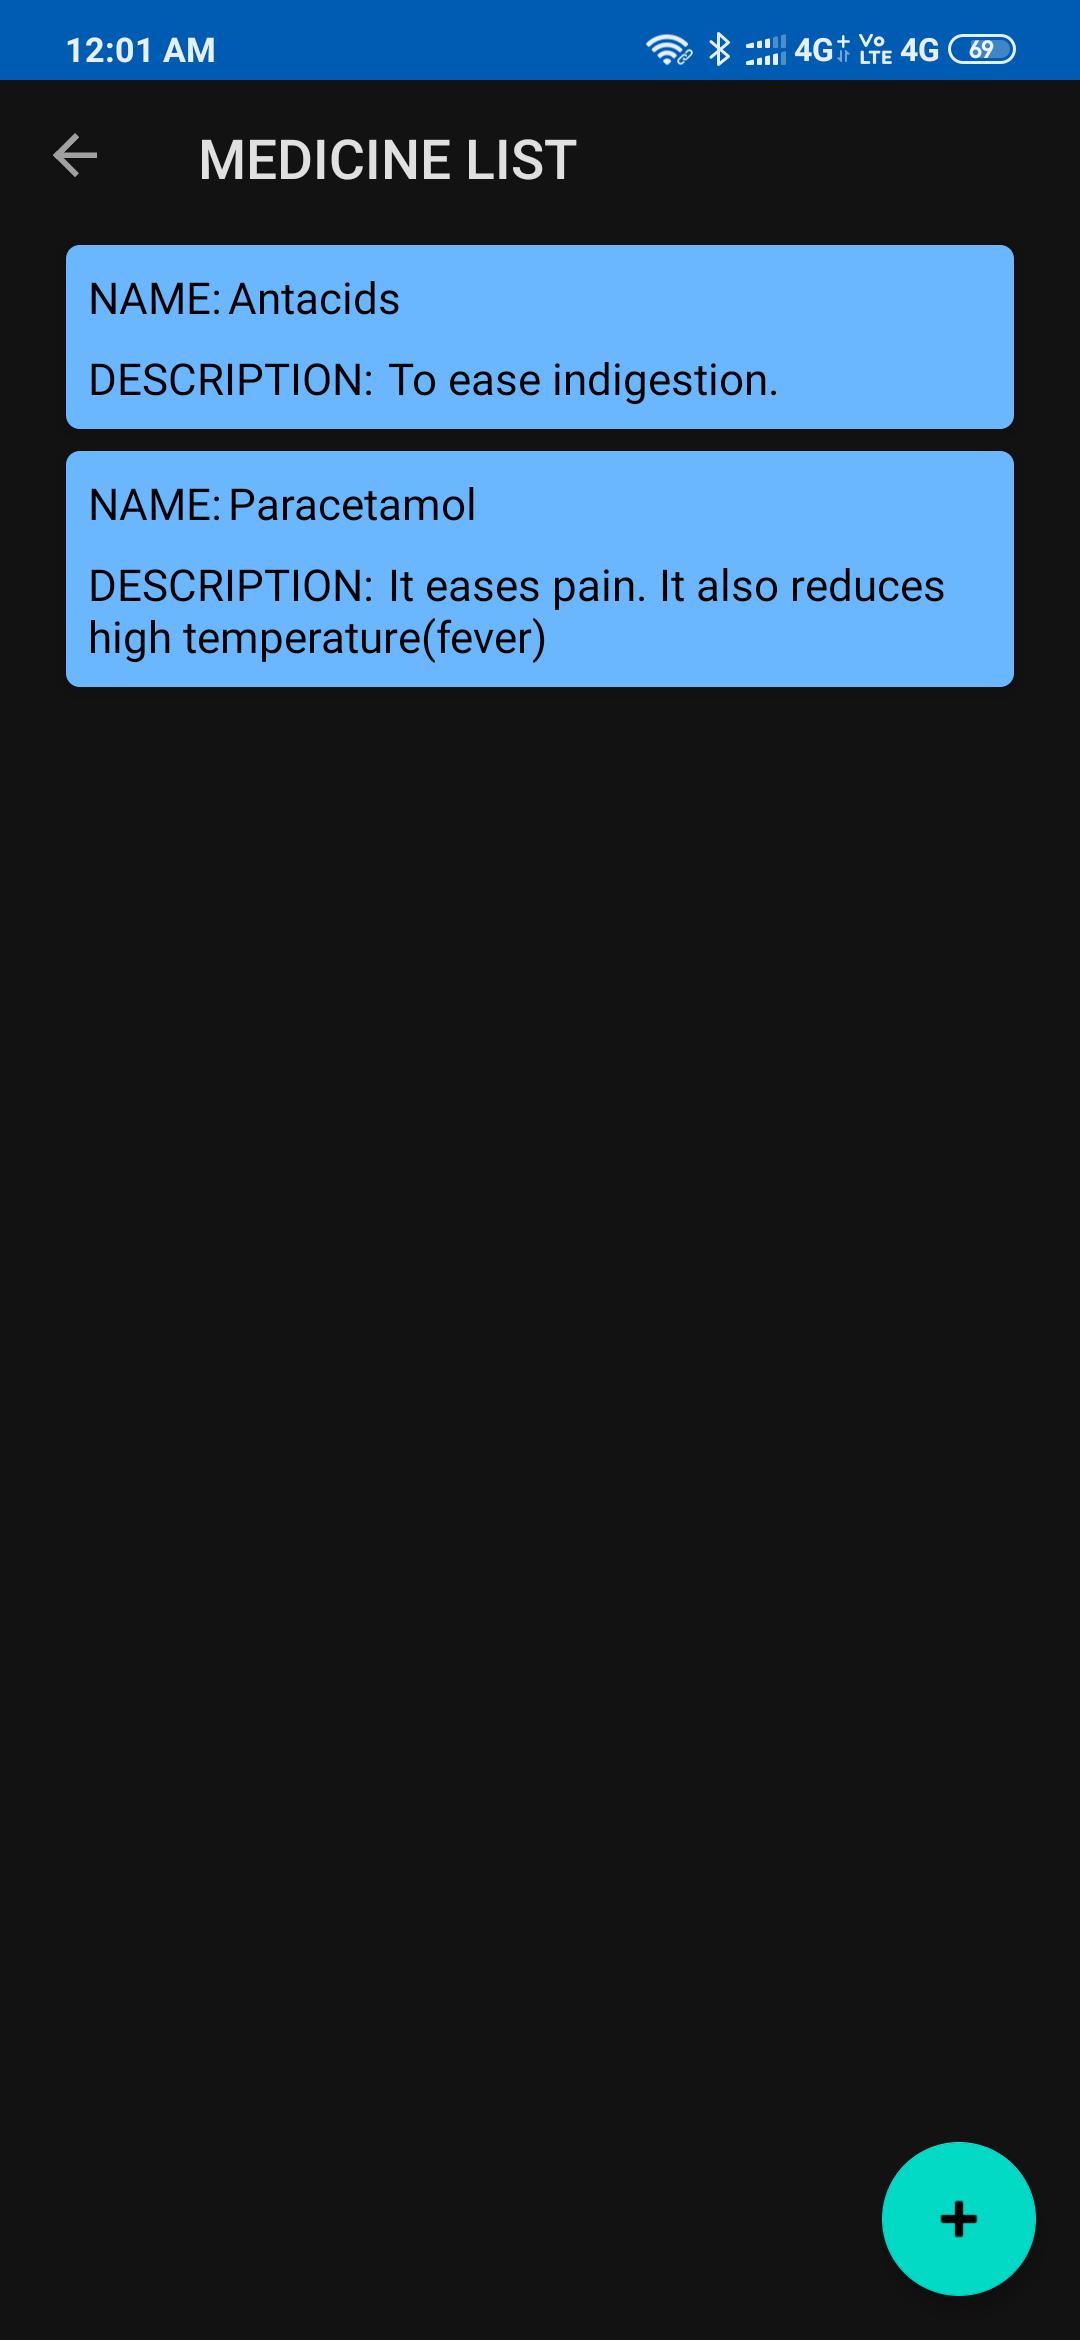 12:01 AM 4G+ Vo LTE 4G 69
MEDICINE LIST
NAME: Antacids
DESCRIPTION: To ease indigestion.
NAME: Paracetamol
DESCRIPTION: It eases pain. It also reduces
high temperature(fever)